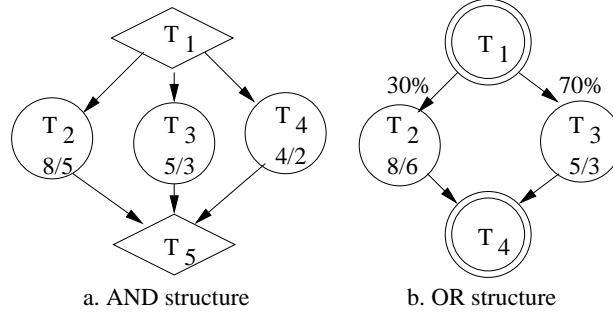 T 1
T 2
8/5
T 3
5/3
T 4
4/2
T 5
a. AND structure
T 1
30%
70%
T 2
8/6
T 3
5/3
T 4
b. OR structure